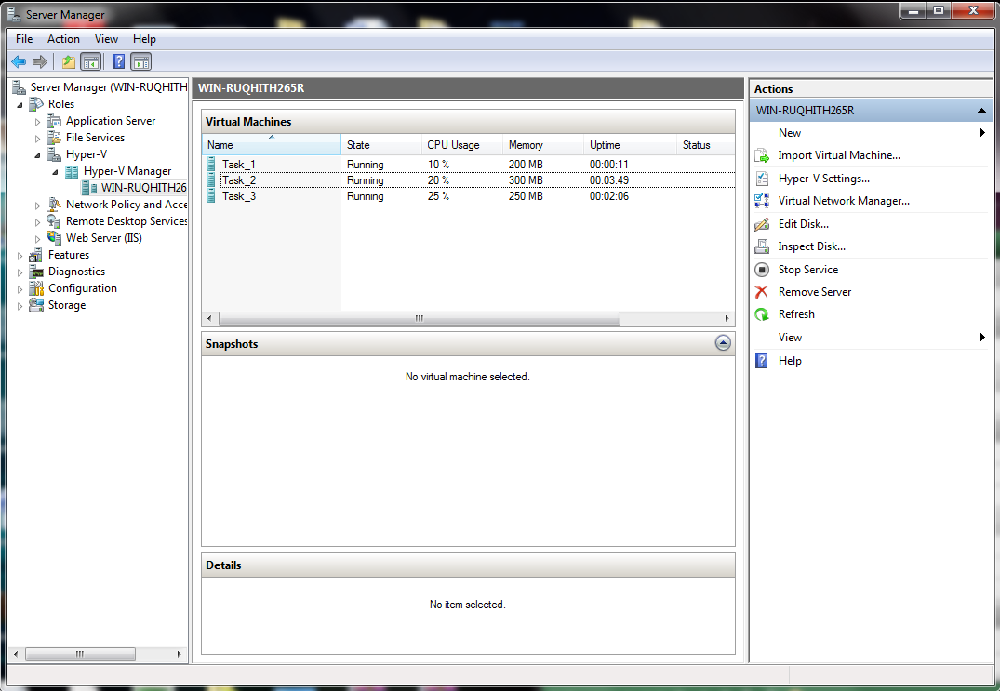 Server Manager
File Action View Help
Server Manager (WIN-RUQHITH
Roles
Application Server
File Services
Hyper-V
Hyper-V Manager
WIN-RUQHITH26
Network Policy and Acce
Remote Desktop Services
Web Server (IIS)
Features
Diagnostics
Configuration
Storage
WIN-RUQHITH265R
Virtual Machines
Name State CPU Usage Memory Uptime Status
Task_1 Running 10 % 200 MB 00:00:11
Task_2 Running 20 % 300 MB 00:03:49
Task_3 Running 25 % 250 MB 00:02:06
Snapshots
No virtual machine selected.
Details
No item selected.
Actions
WIN-RUQHITH265R
New
Import Virtual Machine...
Hyper-V Settings...
Virtual Network Manager...
Edit Disk...
Inspect Disk...
Stop Service
Remove Server
Refresh
View
Help